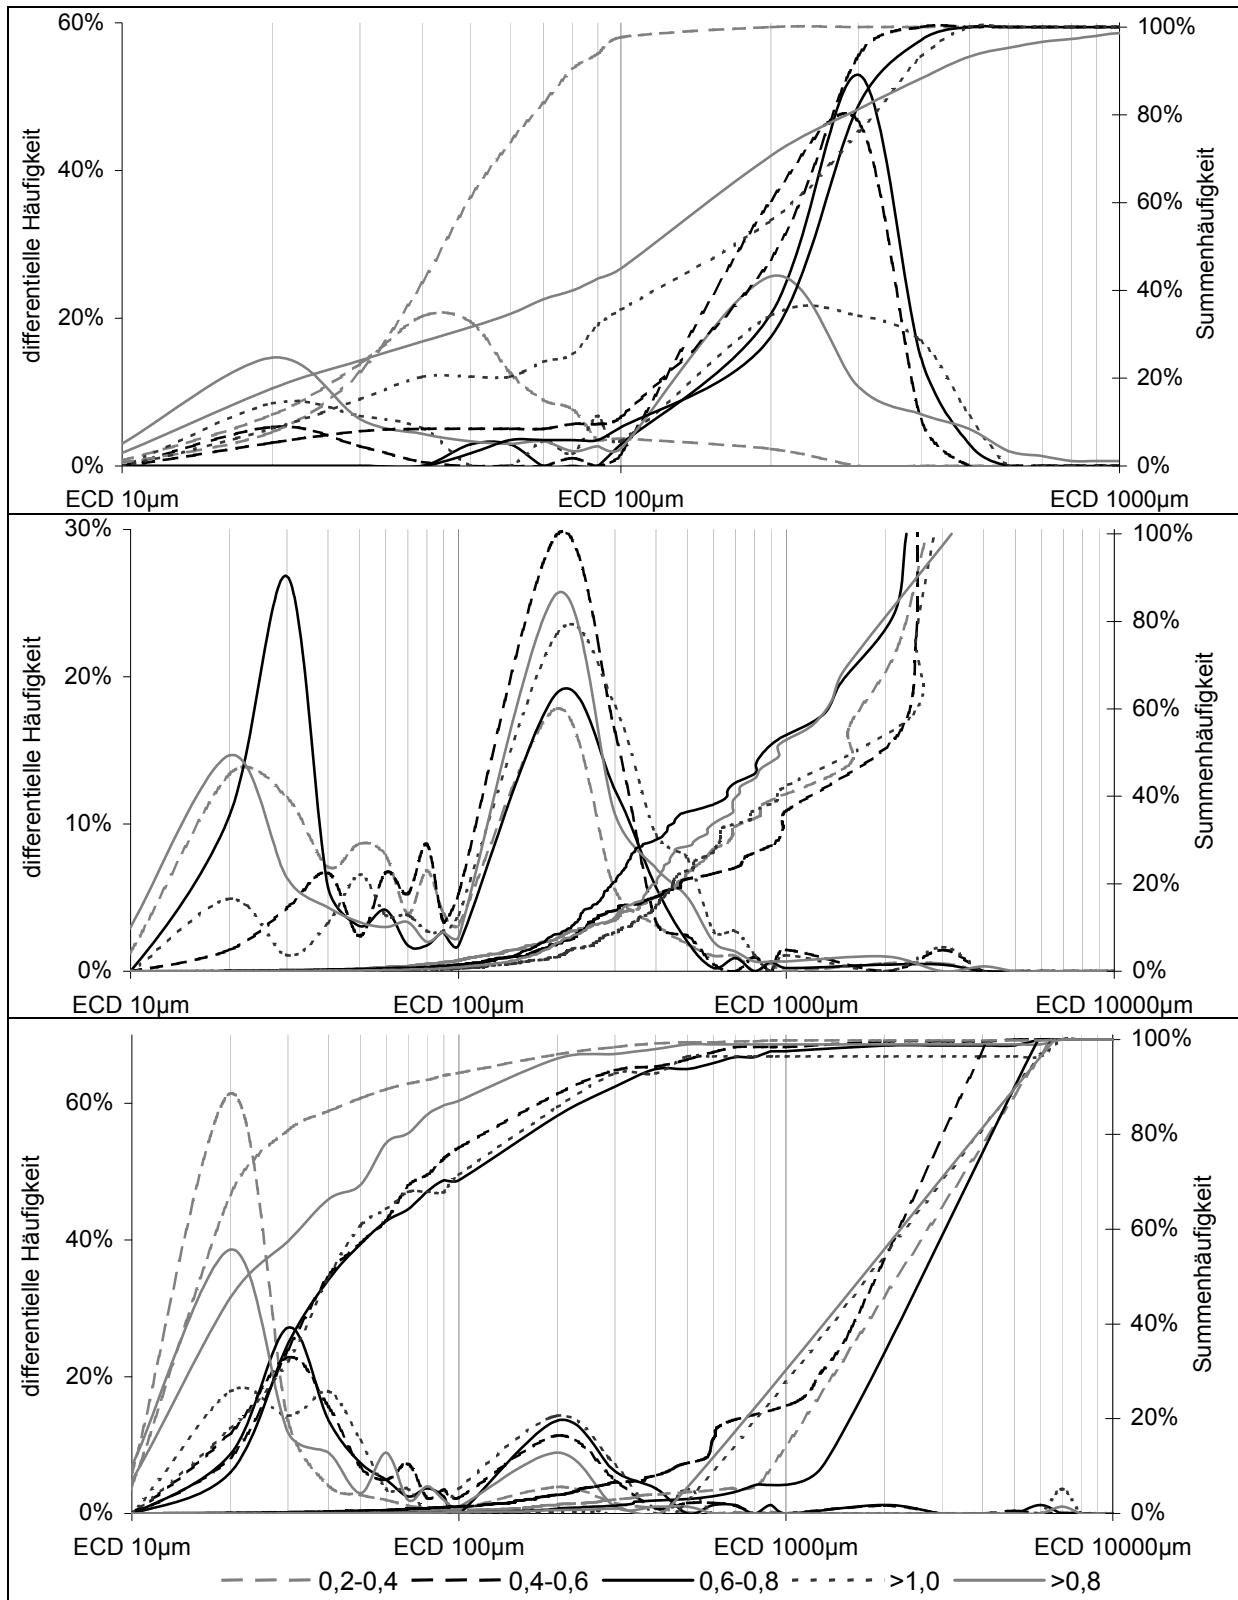 60%
40%
20%
0%
differentielle Häufigkeit
100%
80%
60%
40%
20%
0%
Summenhäufigkeit
ECD 10µm
ECD 100µm
ECD 1000µm
30%
20%
10%
0%
differentielle Häufigkeit
100%
80%
60%
40%
20%
0%
Summenhäufigkeit
ECD 10µm
ECD 100µm
ECD 1000µm
ECD 10000µm
60%
40%
20%
0%
differentielle Häufigkeit
100%
80%
60%
40%
20%
0%
Summenhäufigkeit
ECD 10µm
ECD 100µm
ECD 1000µm
ECD 10000µm
0,2-0,4
0,4-0,6
0,6-0,8
>1,0
>0,8